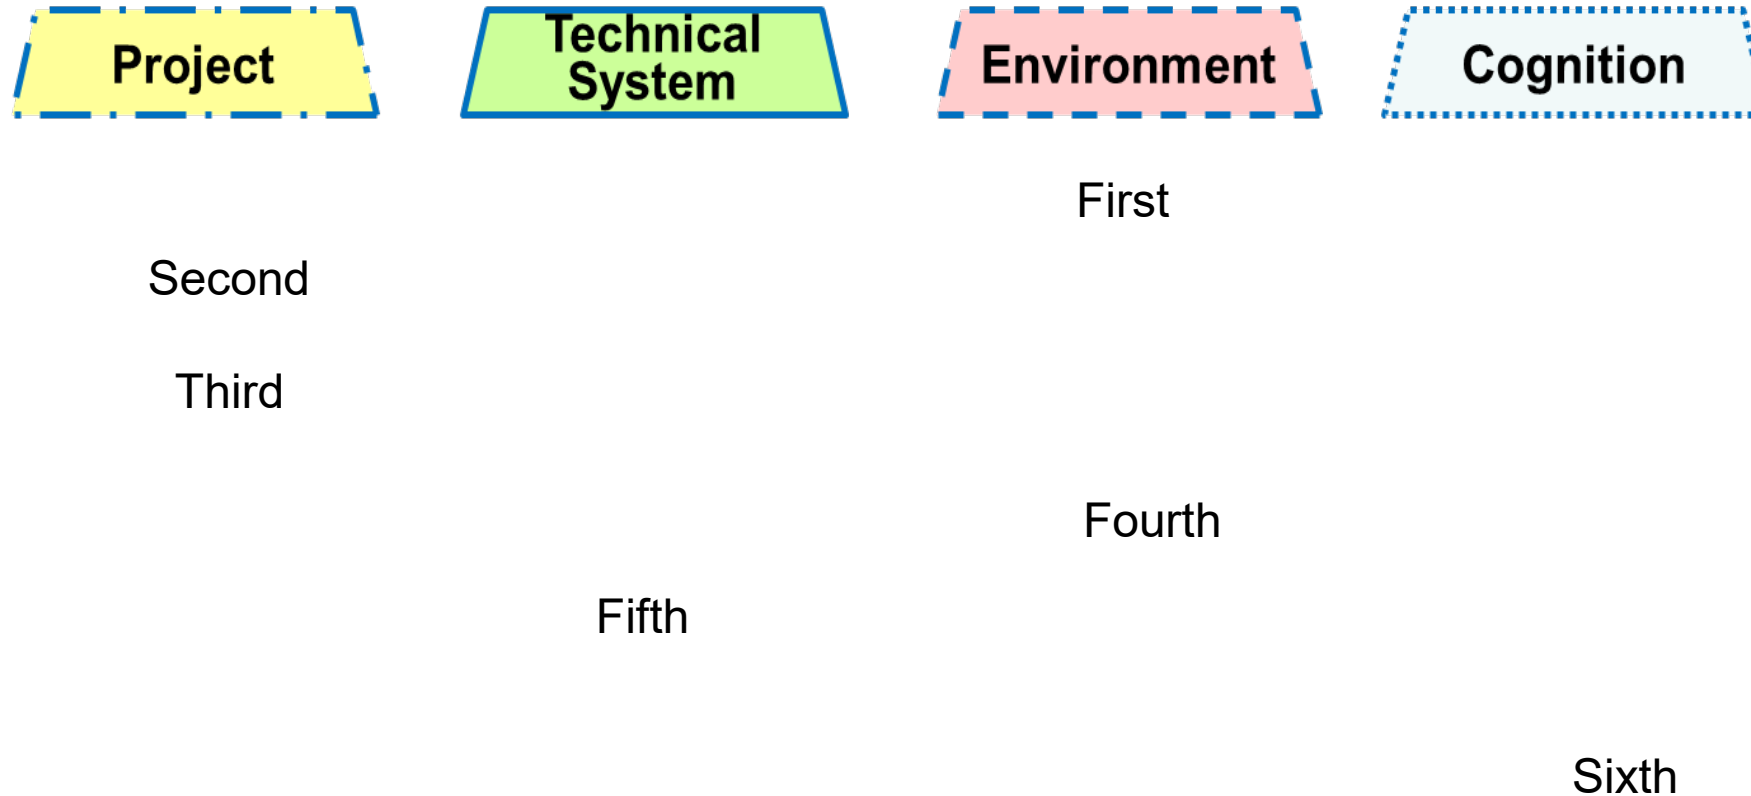 Project
Technical
System
Environment
Cognition
First
Second
Third
Fourth
Fifth
Sixth